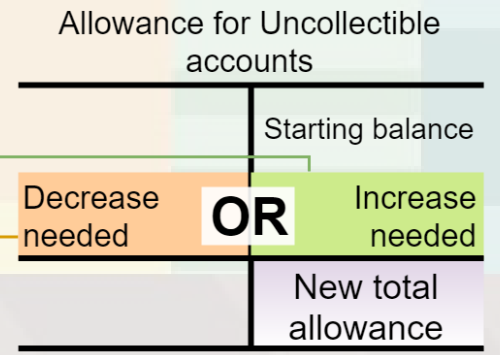 Allowance for Uncollectible
accounts
Starting balance
Decrease
needed
OR
Increase
needed
New total
allowance